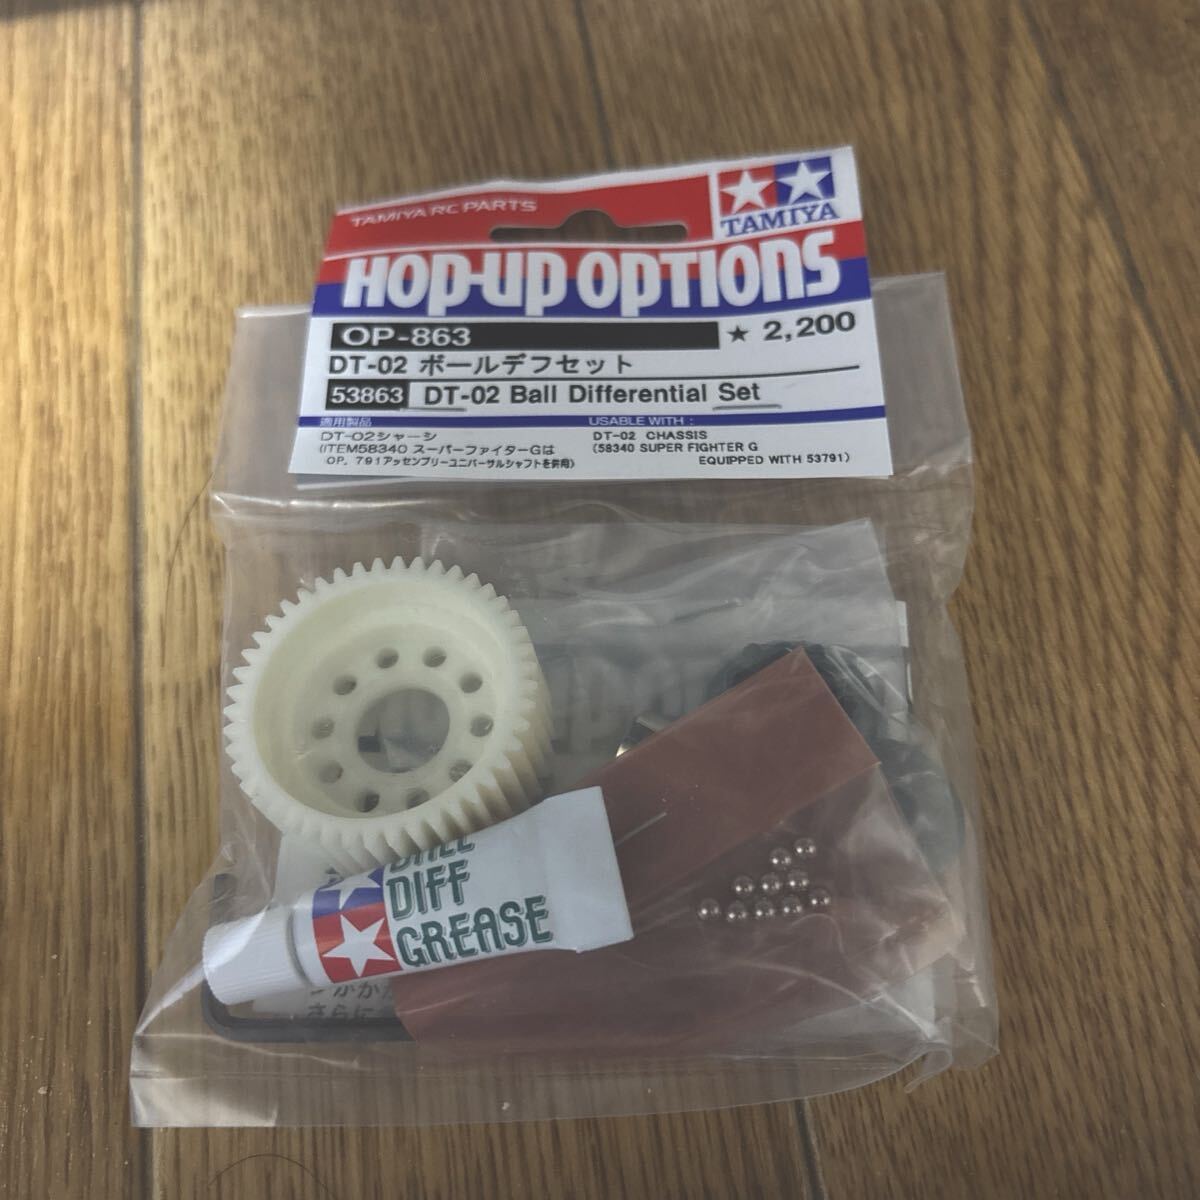 TAMIYA RC PARTS
TAMIYA
HOP-UP OPTIONS
OP-863
★ 2,200
DT-02 ボールデフセット
53863 DT-02 Ball Differential Set
適用製品
DT-02シャーシ
(ITEM58340 スーパーファイターGは
OP. 791アッセンブリーユニバーサルシャフトを併用)
USABLE WITH :
DT-02 CHASSIS
(58340 SUPER FIGHTER G
EQUIPPED WITH 53791)
BALL
DIFF
GREASE
さらに